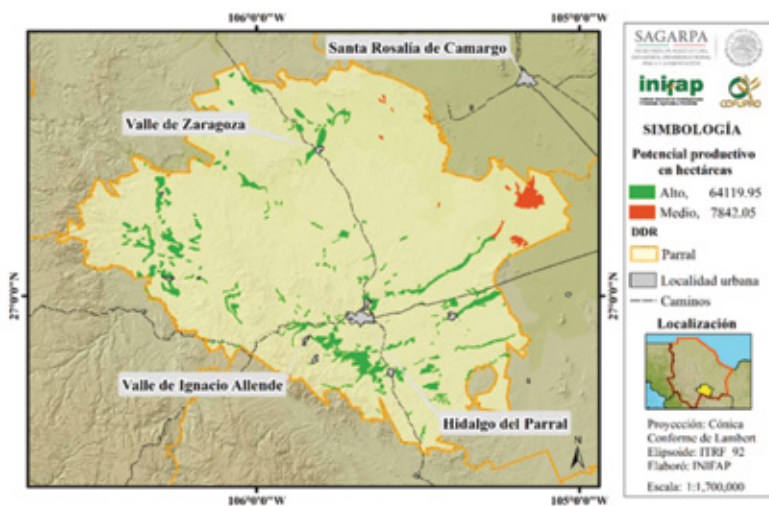 106°0'0"W
105°0'0"W
Santa Rosalía de Camargo
Valle de Zaragoza
27°0'0"N
27°0'0"N
Valle de Ignacio Allende
Hidalgo del Parral
N
106°0'0"W
105°0'0"W
SAGARPA
inifap
COFUPRO
SIMBOLOGÍA
Potencial productivo
en hectáreas
Alto, 64119.95
Medio, 7842.05
DDR
Parral
Localidad urbana
Caminos
Localización
Proyección: Cónica
Conforme de Lambert
Elipsoide: ITRF 92
Elaboró: INIFAP
Escala: 1:1,700,000